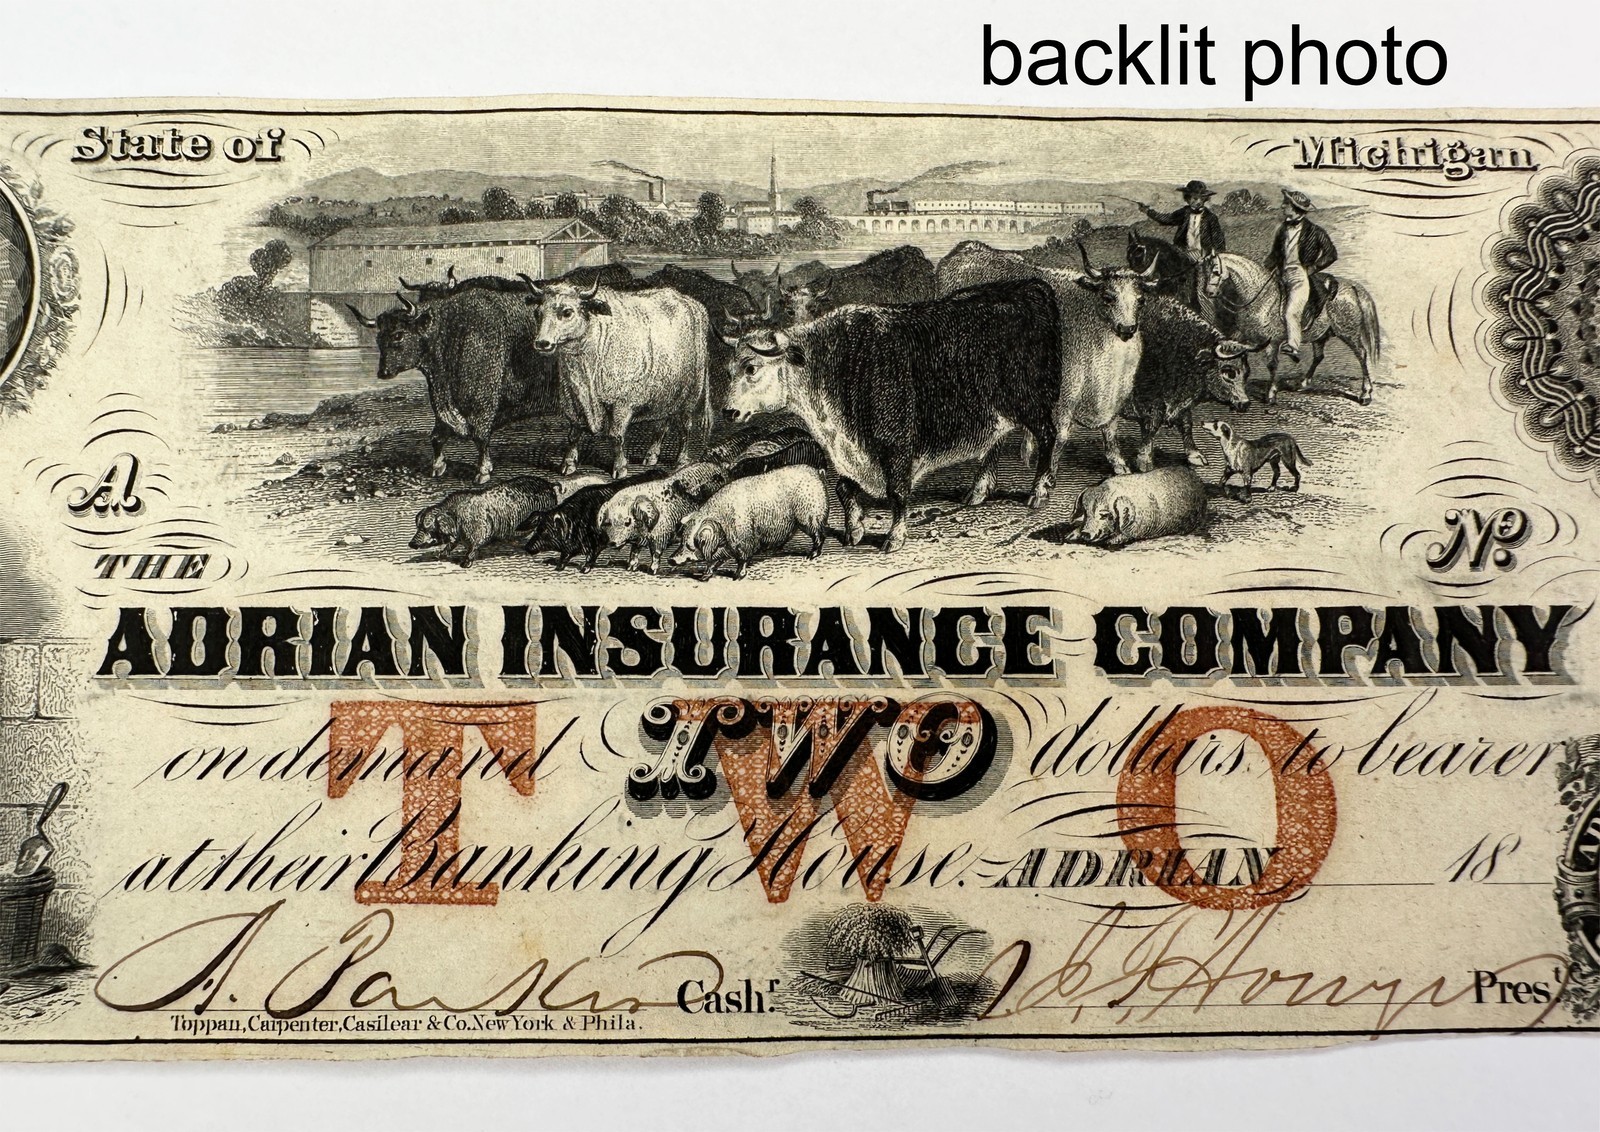 backlit photo
State of Michigan
A
Nº.
THE
ADRIAN INSURANCE COMPANY
TWO
on demand TWO dollars to bearer
at their Banking House. ADRIAN 18
Cashr. Prest.
Toppan, Carpenter, Casilear & Co. New York & Phila.